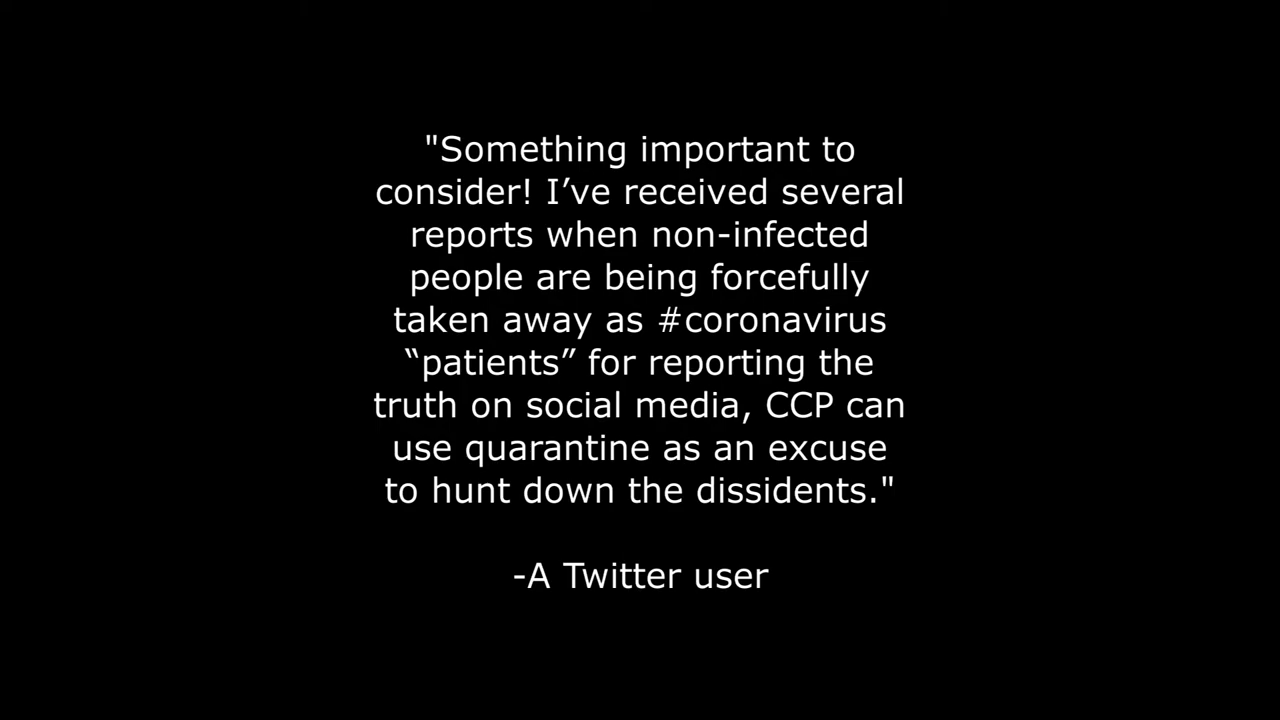 "Something important to
consider! I’ve received several
reports when non-infected
people are being forcefully
taken away as #coronavirus
“patients” for reporting the
truth on social media, CCP can
use quarantine as an excuse
to hunt down the dissidents."
-A Twitter user